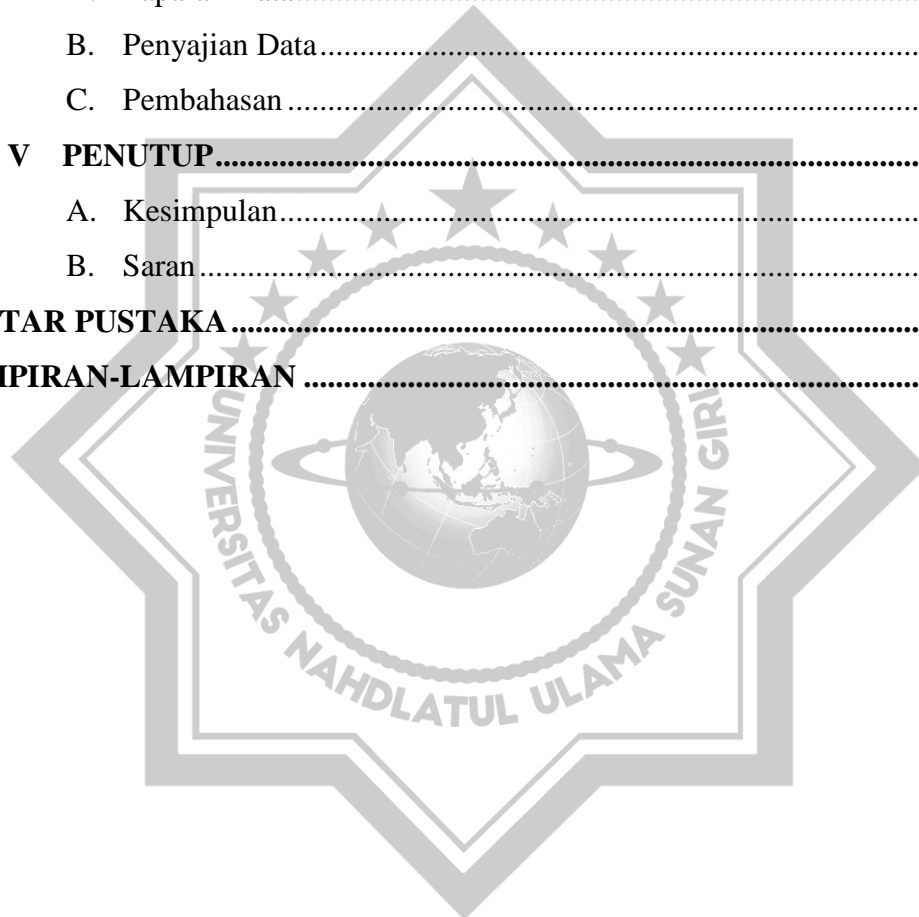 B. Penyajian Data
C. Pembahasan
V PENUTUP
A. Kesimpulan
B. Saran
TAR PUSTAKA
IPIRAN-LAMPIRAN
UNIVERSITAS NAHDLATUL ULAMA SUNAN GIRI